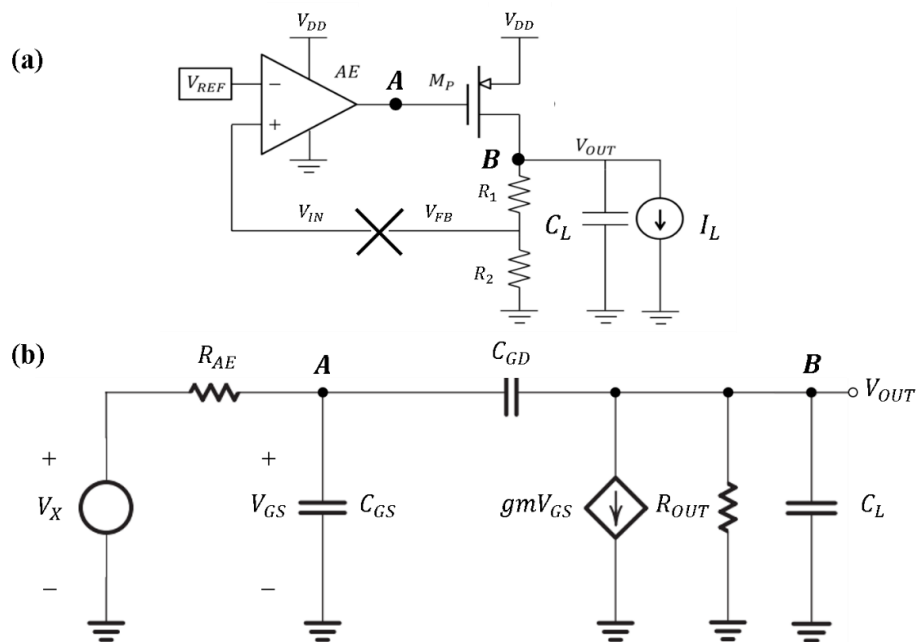 (a)
V_DD
V_DD
V_REF
−
+
AE
A
M_P
B
V_OUT
R_1
V_IN
V_FB
C_L
I_L
R_2
(b)
R_AE
A
C_GD
B
V_OUT
+
+
V_X
V_GS
C_GS
gmV_GS
R_OUT
C_L
−
−